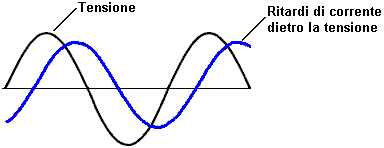 Tensione
Ritardi di corrente
dietro la tensione